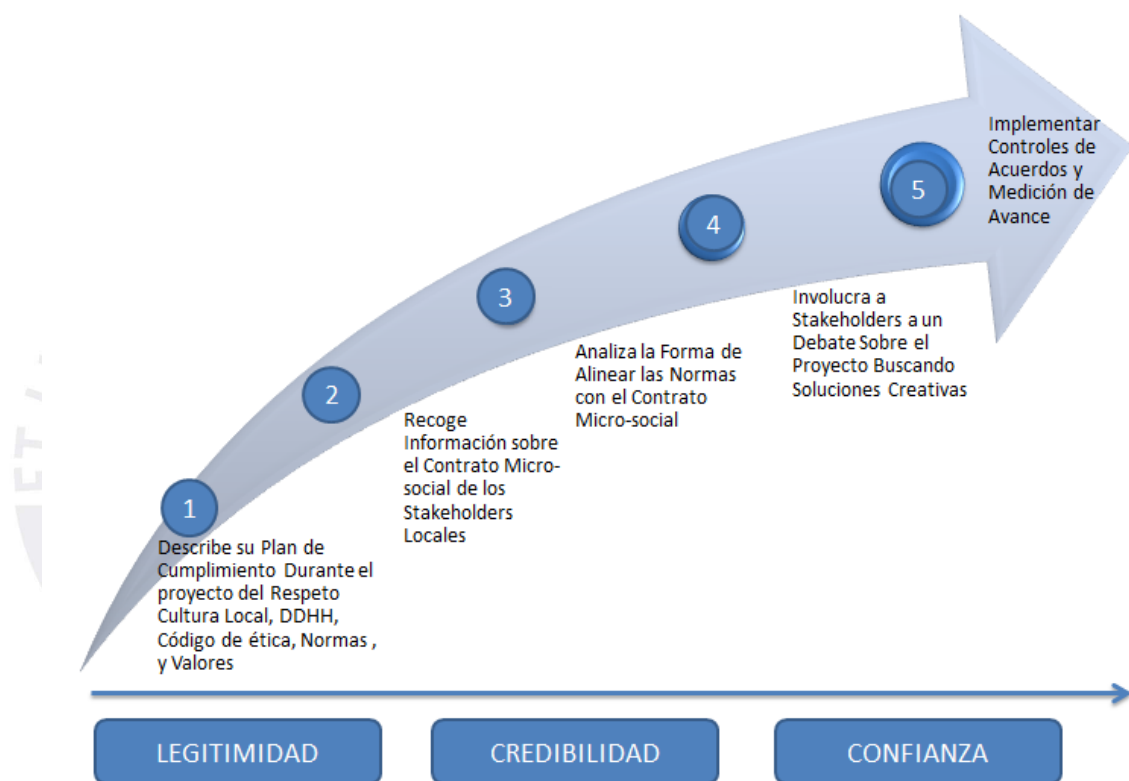 1
Describe su Plan de
Cumplimiento Durante el
proyecto del Respeto
Cultura Local, DDHH,
Código de ética, Normas ,
y Valores
2
Recoge
Información sobre
el Contrato Micro-
social de los
Stakeholders
Locales
3
Analiza la Forma de
Alinear las Normas
con el Contrato
Micro-social
4
Involucra a
Stakeholders a un
Debate Sobre el
Proyecto Buscando
Soluciones Creativas
5
Implementar
Controles de
Acuerdos y
Medición de
Avance
LEGITIMIDAD
CREDIBILIDAD
CONFIANZA